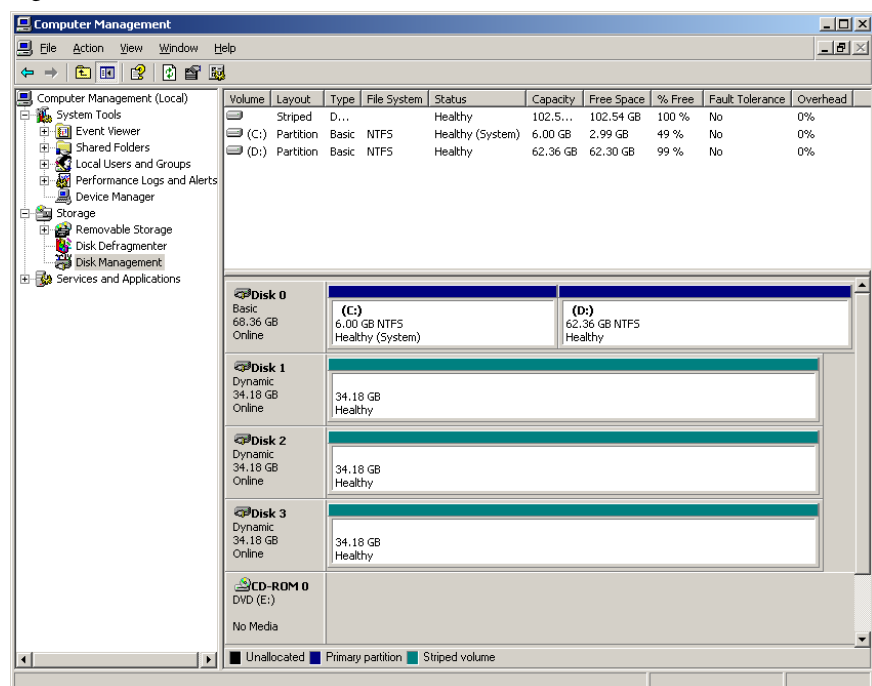 Computer Management
File Action View Window Help
Computer Management (Local)
System Tools
Event Viewer
Shared Folders
Local Users and Groups
Performance Logs and Alerts
Device Manager
Storage
Removable Storage
Disk Defragmenter
Disk Management
Services and Applications
Volume Layout Type File System Status Capacity Free Space % Free Fault Tolerance Overhead
Striped D... Healthy 102.5... 102.54 GB 100 % No 0%
(C:) Partition Basic NTFS Healthy (System) 6.00 GB 2.99 GB 49 % No 0%
(D:) Partition Basic NTFS Healthy 62.36 GB 62.30 GB 99 % No 0%
Disk 0
Basic
68.36 GB
Online
(C:)
6.00 GB NTFS
Healthy (System)
(D:)
62.36 GB NTFS
Healthy
Disk 1
Dynamic
34.18 GB
Online
34.18 GB
Healthy
Disk 2
Dynamic
34.18 GB
Online
34.18 GB
Healthy
Disk 3
Dynamic
34.18 GB
Online
34.18 GB
Healthy
CD-ROM 0
DVD (E:)
No Media
Unallocated Primary partition Striped volume